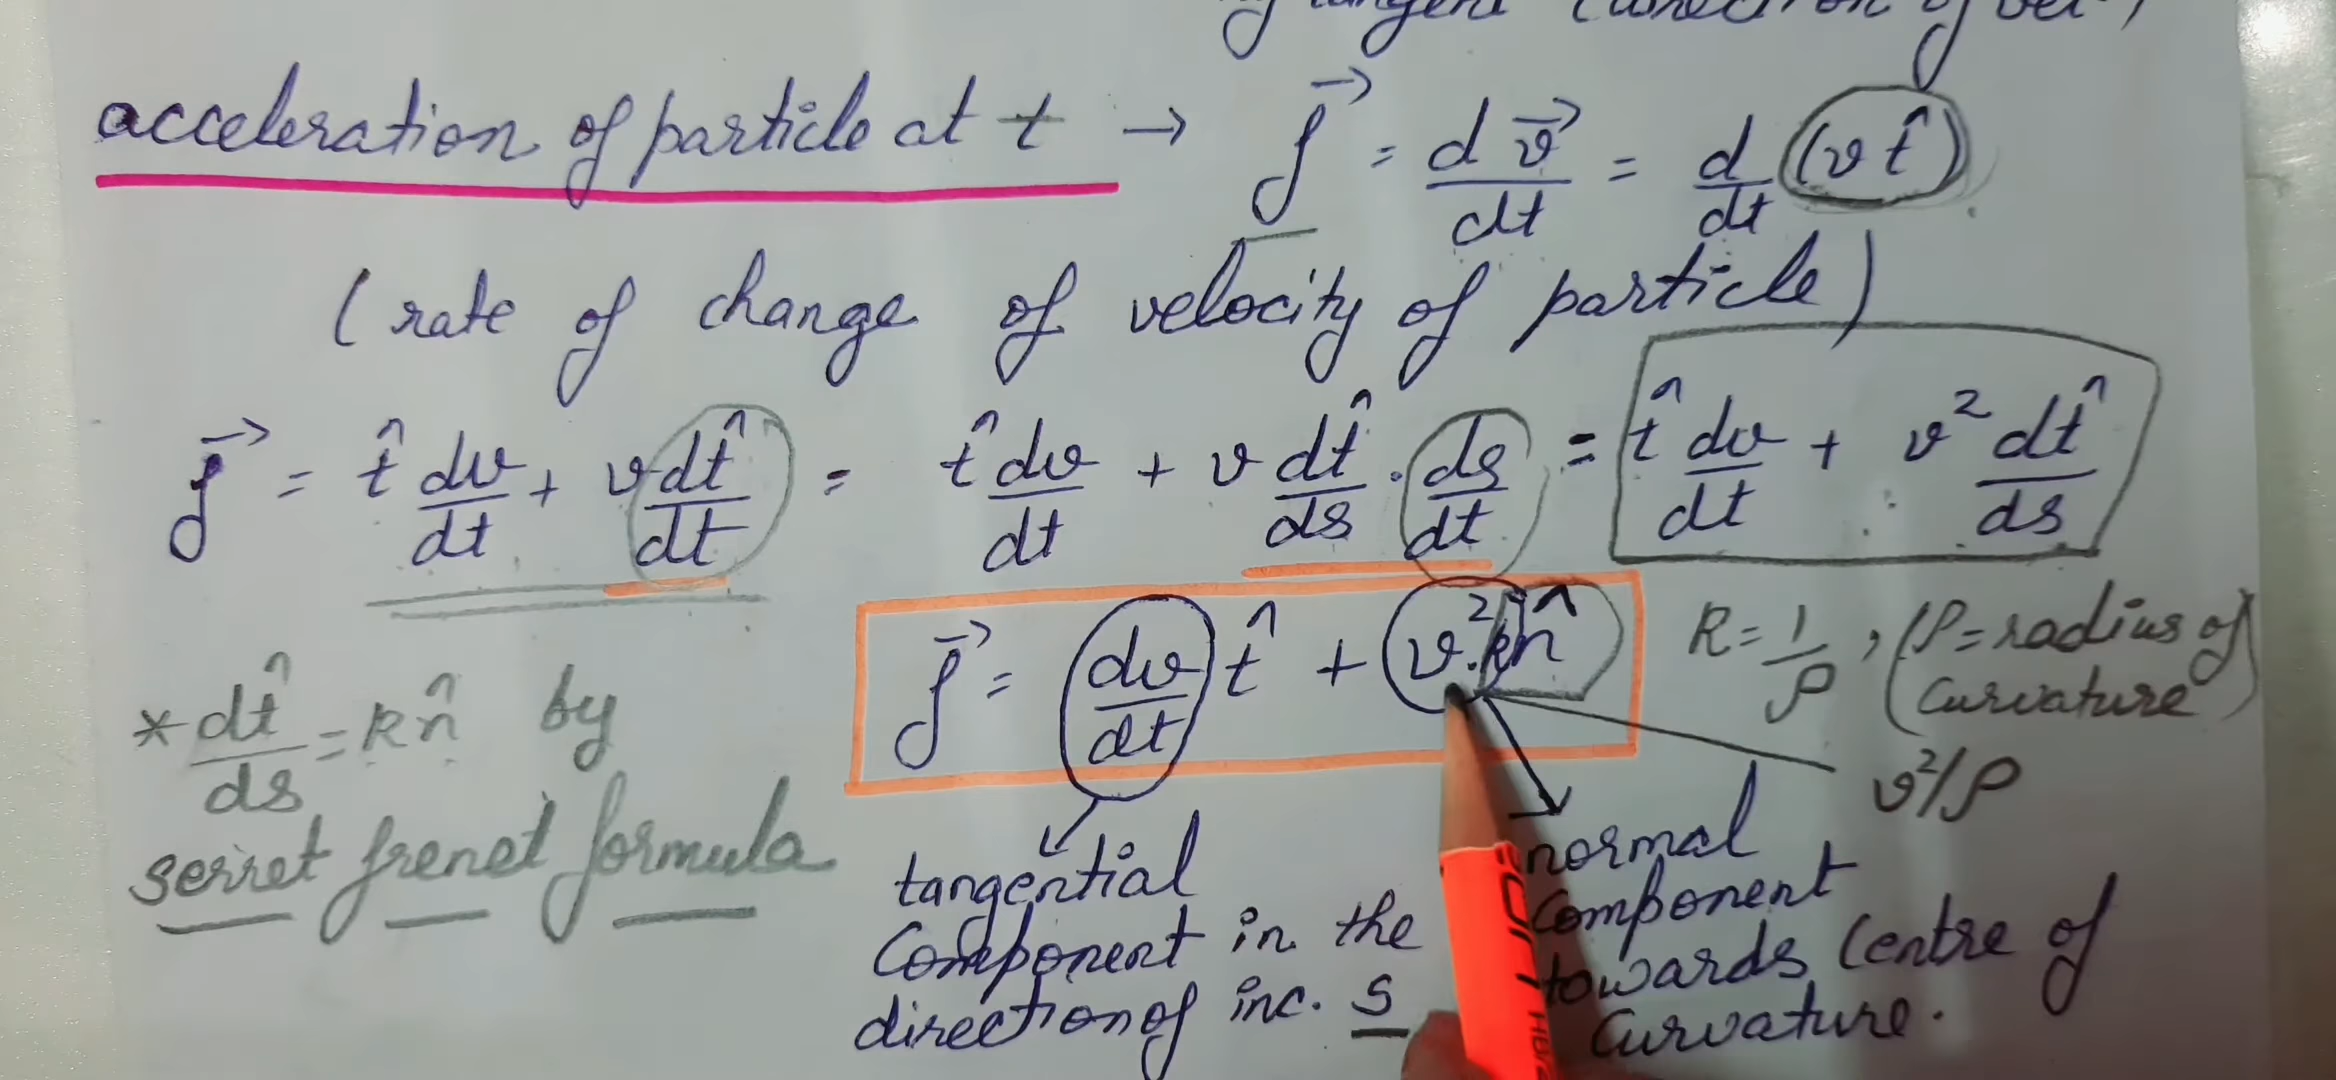 acceleration of particle at t → f⃗ = dv⃗/dt = d/dt (v t̂)
(rate of change of velocity of particle)
f⃗ = t̂ dv/dt + v dt̂/dt = t̂ dv/dt + v dt̂/ds · ds/dt = t̂ dv/dt + v² dt̂/ds
f⃗ = (dv/dt) t̂ + v².k n̂
k = 1/ρ, (ρ = radius of curvature)
* dt̂/ds = k n̂ by
serret frenet formula
v²/ρ
tangential
Component in the
direction of inc. s
normal
Component
towards Centre of
Curvature.